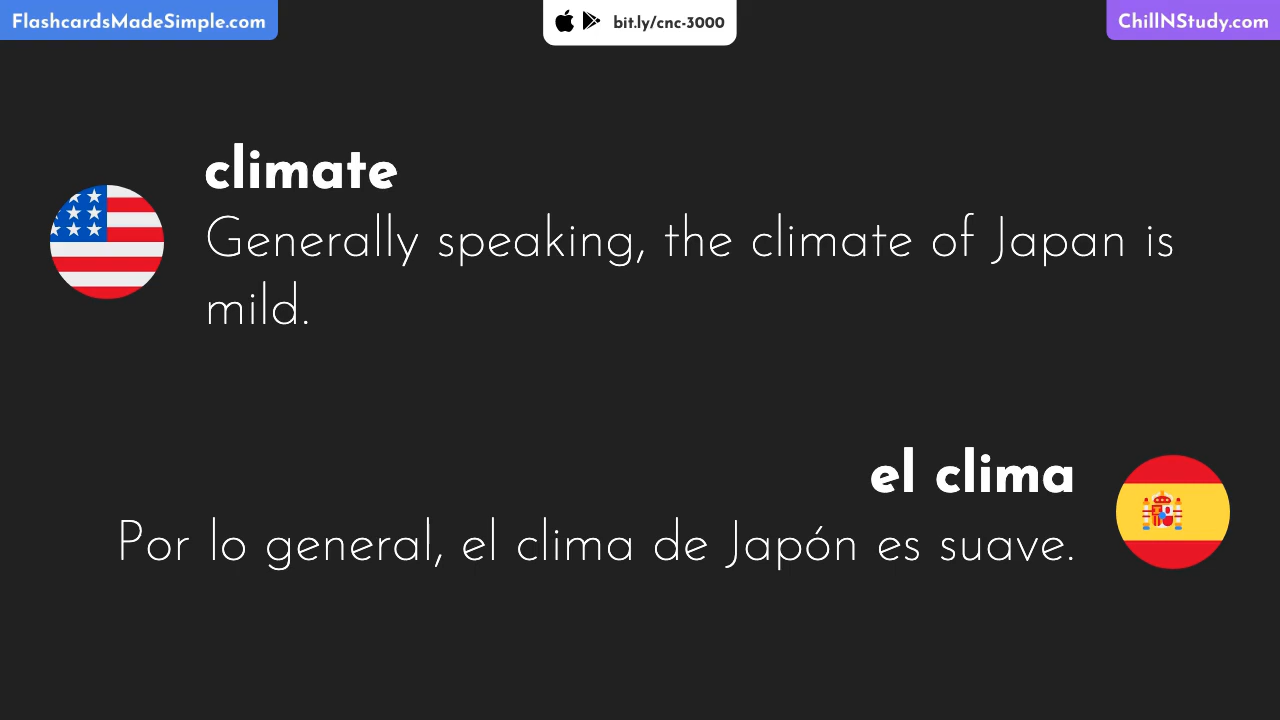 FlashcardsMadeSimple.com
bit.ly/cnc-3000
ChillNStudy.com
climate
Generally speaking, the climate of Japan is
mild.
el clima
Por lo general, el clima de Japón es suave.